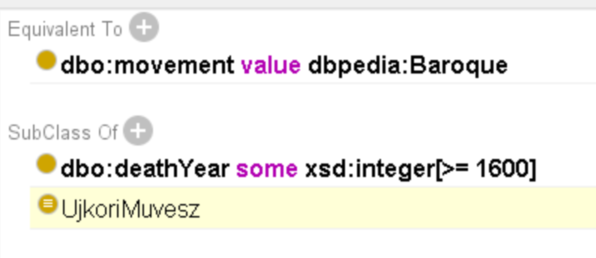 Equivalent To
dbo:movement value dbpedia:Baroque
SubClass Of
dbo:deathYear some xsd:integer[>= 1600]
UjkoriMuvesz